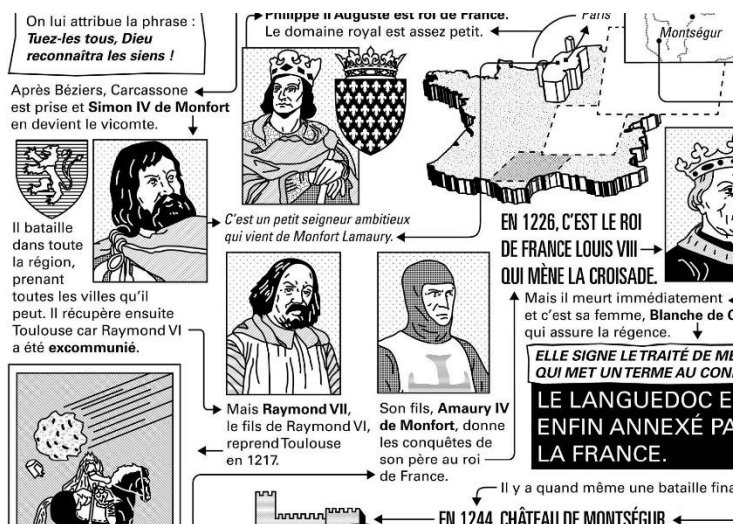 On lui attribue la phrase :
Tuez-les tous, Dieu
reconnaîtra les siens !
Philippe II Auguste est roi de France.
Le domaine royal est assez petit.
Paris
Montségur
Après Béziers, Carcassone
est prise et Simon IV de Monfort
en devient le vicomte.
C'est un petit seigneur ambitieux
qui vient de Monfort Lamaury.
Il bataille
dans toute
la région,
prenant
toutes les villes qu'il
peut. Il récupère ensuite
Toulouse car Raymond VI
a été excommunié.
Mais Raymond VII,
le fils de Raymond VI,
reprend Toulouse
en 1217.
Son fils, Amaury IV
de Monfort, donne
les conquêtes de
son père au roi
de France.
EN 1226, C'EST LE ROI
DE FRANCE LOUIS VIII
QUI MÈNE LA CROISADE.
Mais il meurt immédiatement
et c'est sa femme, Blanche de C
qui assure la régence.
ELLE SIGNE LE TRAITÉ DE ME
QUI MET UN TERME AU CON
LE LANGUEDOC E
ENFIN ANNEXÉ PA
LA FRANCE.
Il y a quand même une bataille fina
EN 1244, CHÂTEAU DE MONTSÉGUR